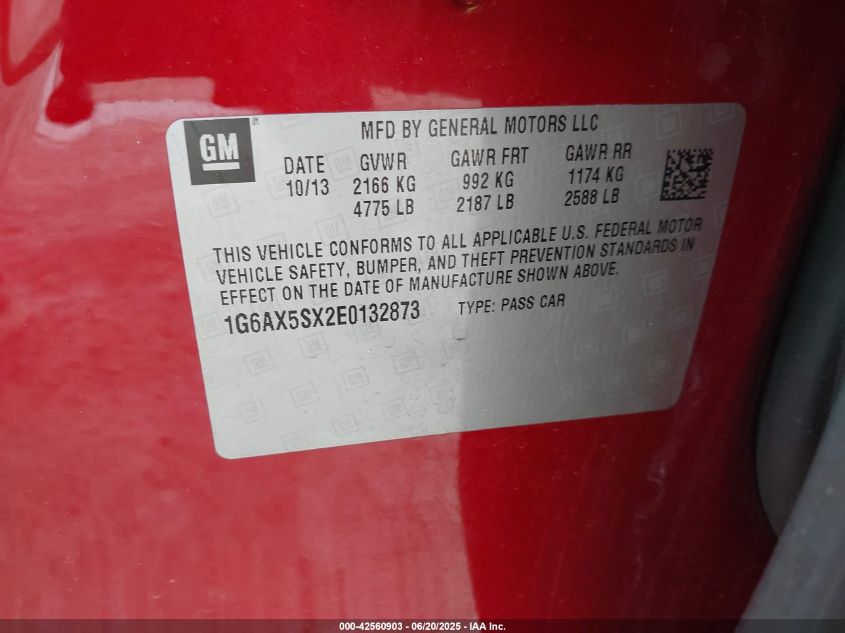 GM
MFD BY GENERAL MOTORS LLC
DATE GVWR GAWR FRT GAWR RR
10/13 2166 KG 992 KG 1174 KG
4775 LB 2187 LB 2588 LB
THIS VEHICLE CONFORMS TO ALL APPLICABLE U.S. FEDERAL MOTOR
VEHICLE SAFETY, BUMPER, AND THEFT PREVENTION STANDARDS IN
EFFECT ON THE DATE OF MANUFACTURE SHOWN ABOVE.
1G6AX5SX2E0132873 TYPE: PASS CAR
000-42560903 / 06/20/2025 - IAA Inc.